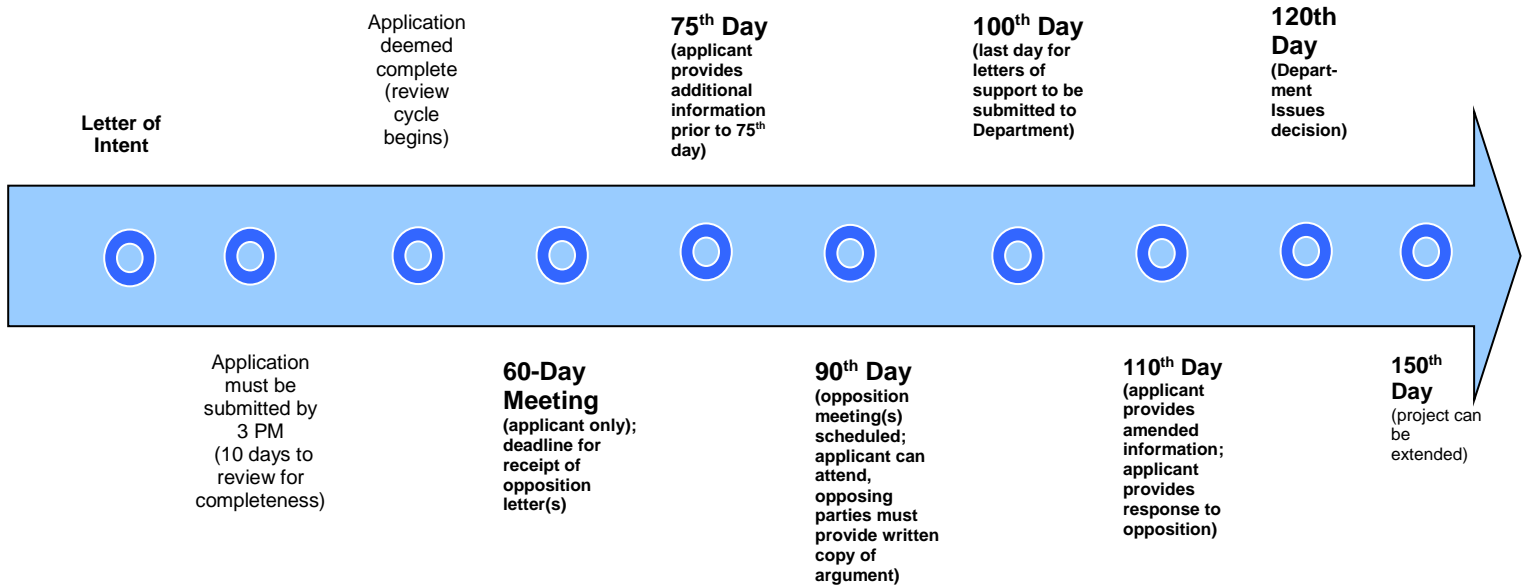 Letter of
Intent
Application
must be
submitted by
3 PM
(10 days to
review for
completeness)
Application
deemed
complete
(review
cycle
begins)
60-Day
Meeting
(applicant only);
deadline for
receipt of
opposition
letter(s)
75th Day
(applicant
provides
additional
information
prior to 75th
day)
90th Day
(opposition
meeting(s)
scheduled;
applicant can
attend,
opposing
parties must
provide written
copy of
argument)
100th Day
(last day for
letters of
support to be
submitted to
Department)
110th Day
(applicant
provides
amended
information;
applicant
provides
response to
opposition)
120th
Day
(Depart-
ment
Issues
decision)
150th
Day
(project can
be
extended)